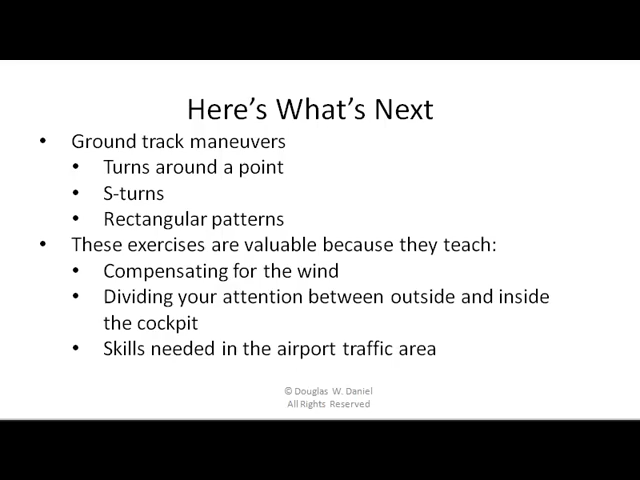 Here's What's Next
• Ground track maneuvers
• Turns around a point
• S-turns
• Rectangular patterns
• These exercises are valuable because they teach:
• Compensating for the wind
• Dividing your attention between outside and inside
the cockpit
• Skills needed in the airport traffic area
© Douglas W. Daniel
All Rights Reserved